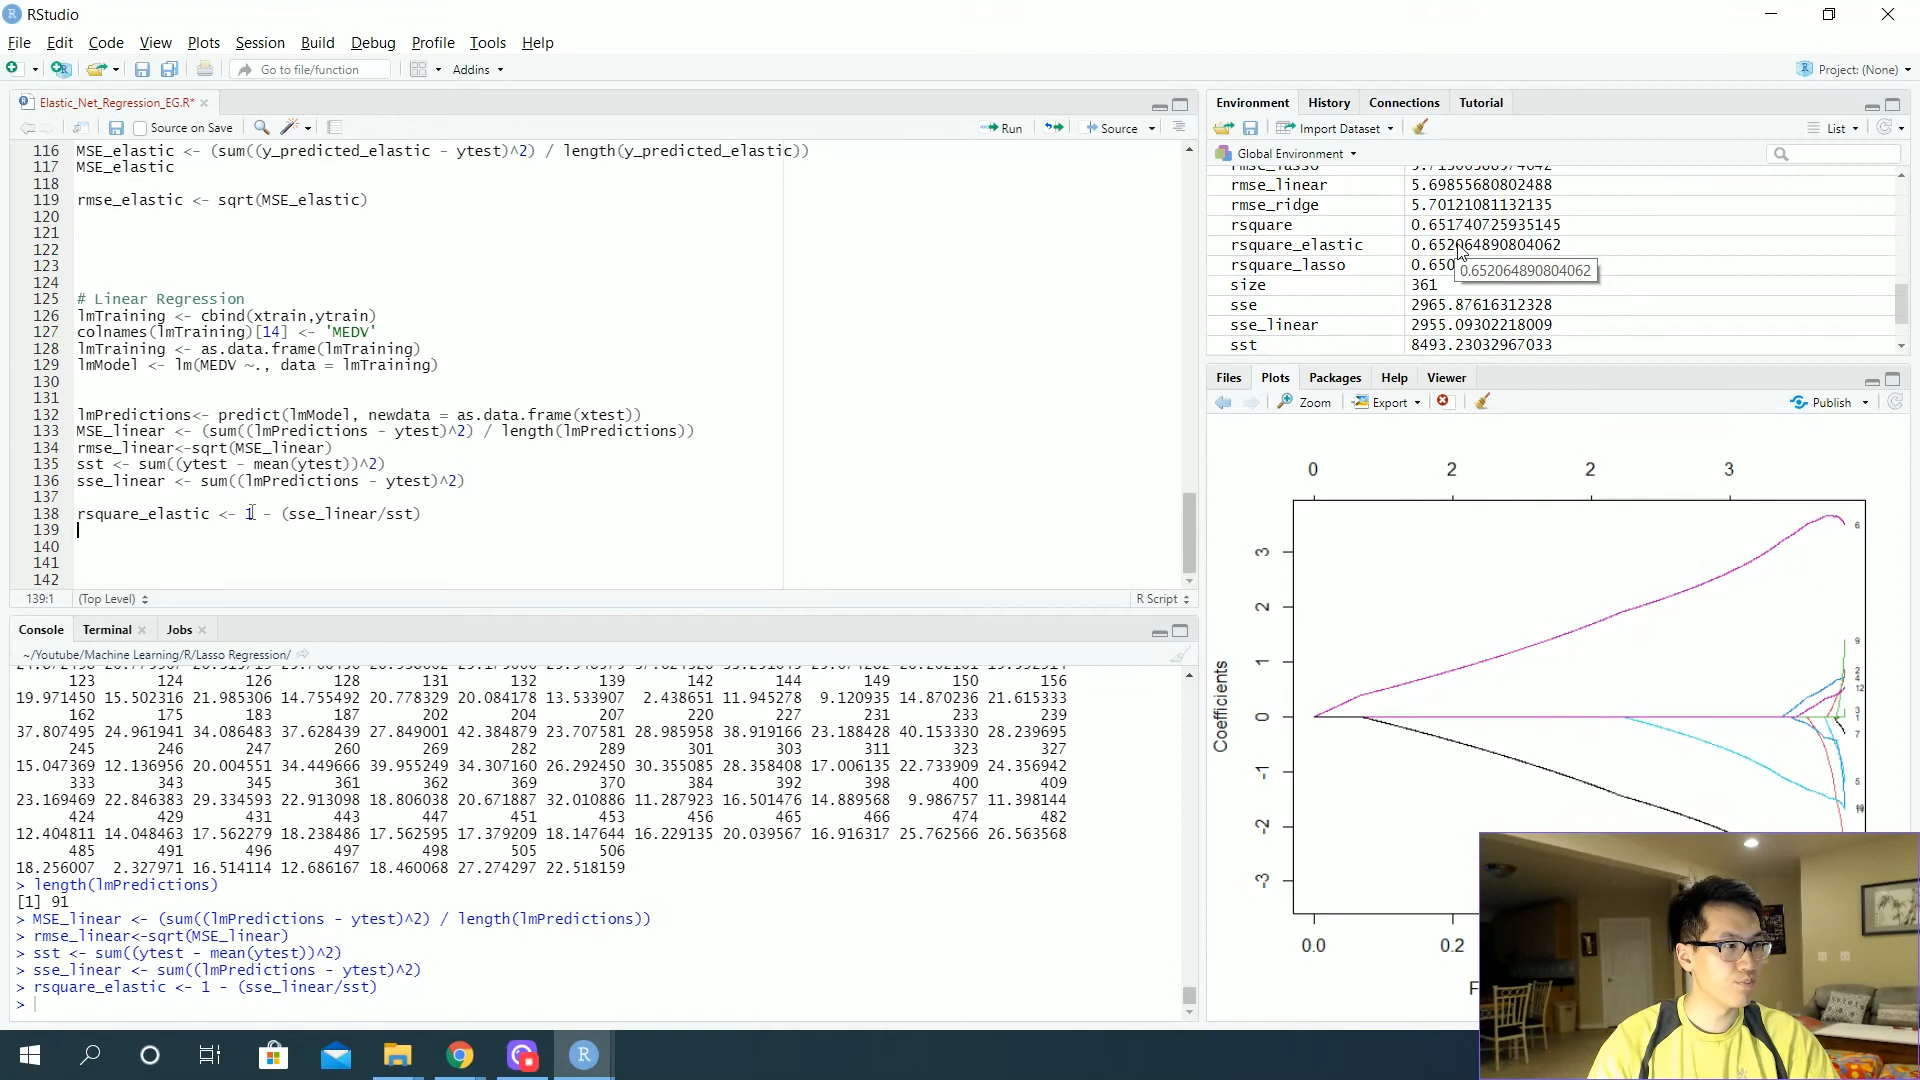 RStudio
File Edit Code View Plots Session Build Debug Profile Tools Help
Go to file/function Addins Project: (None)
Elastic_Net_Regression_EG.R*
Source on Save Run Source
116 MSE_elastic <- (sum((y_predicted_elastic - ytest)^2) / length(y_predicted_elastic))
117 MSE_elastic
118
119 rmse_elastic <- sqrt(MSE_elastic)
120
121
122
123
124
125 # Linear Regression
126 lmTraining <- cbind(xtrain,ytrain)
127 colnames(lmTraining)[14] <- 'MEDV'
128 lmTraining <- as.data.frame(lmTraining)
129 lmModel <- lm(MEDV ~., data = lmTraining)
130
131
132 lmPredictions<- predict(lmModel, newdata = as.data.frame(xtest))
133 MSE_linear <- (sum((lmPredictions - ytest)^2) / length(lmPredictions))
134 rmse_linear<-sqrt(MSE_linear)
135 sst <- sum((ytest - mean(ytest))^2)
136 sse_linear <- sum((lmPredictions - ytest)^2)
137
138 rsquare_elastic <- 1 - (sse_linear/sst)
139
140
141
142
139:1 (Top Level) R Script
Console Terminal Jobs
~/Youtube/Machine Learning/R/Lasso Regression/
123 124 126 128 131 132 139 142 144 149 150 156
19.971450 15.502316 21.985306 14.755492 20.778329 20.084178 13.533907 2.438651 11.945278 9.120935 14.870236 21.615333
162 175 183 187 202 204 207 220 227 231 233 239
37.807495 24.961941 34.086483 37.628439 27.849001 42.384879 23.707581 28.985958 38.919166 23.188428 40.153330 28.239695
245 246 247 260 269 282 289 301 303 311 323 327
15.047369 12.136956 20.004551 34.449666 39.955249 34.307160 26.292450 30.355085 28.358408 17.006135 22.733909 24.356942
333 343 345 361 362 369 370 384 392 398 400 409
23.169469 22.846383 29.334593 22.913098 18.806038 20.671887 32.010886 11.287923 16.501476 14.889568 9.986757 11.398144
424 429 431 443 447 451 453 456 465 466 474 482
12.404811 14.048463 17.562279 18.238486 17.562595 17.379209 18.147644 16.229135 20.039567 16.916317 25.762566 26.563568
485 491 496 497 498 505 506
18.256007 2.327971 16.514114 12.686167 18.460068 27.274297 22.518159
> length(lmPredictions)
[1] 91
> MSE_linear <- (sum((lmPredictions - ytest)^2) / length(lmPredictions))
> rmse_linear<-sqrt(MSE_linear)
> sst <- sum((ytest - mean(ytest))^2)
> sse_linear <- sum((lmPredictions - ytest)^2)
> rsquare_elastic <- 1 - (sse_linear/sst)
>
Environment History Connections Tutorial
Import Dataset List
Global Environment
rmse_linear 5.69855680802488
rmse_ridge 5.70121081132135
rsquare 0.651740725935145
rsquare_elastic 0.652064890804062
rsquare_lasso 0.650
0.652064890804062
size 361
sse 2965.87616312328
sse_linear 2955.09302218009
sst 8493.23032967033
Files Plots Packages Help Viewer
Zoom Export Publish
0 2 2 3
Coefficients
3
2
1
0
-1
-2
-3
6
9
2
4
12
3
1
7
5
0.0 0.2
F